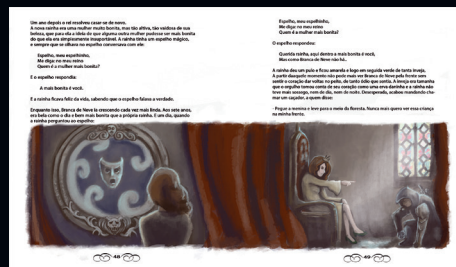 Um ano depois o rei resolveu casar-se de novo.
A nova rainha era uma mulher muito bonita, mas tão altiva, tão vaidosa de sua
beleza, que para ela a ideia de que alguma outra mulher pudesse ser mais bonita
do que ela era simplesmente insuportável. A rainha tinha um espelho mágico,
e sempre que se olhava no espelho conversava com ele:
Espelho, meu espelhinho,
Me diga: no meu reino
Quem é a mulher mais bonita?
E o espelho respondia:
A mais bonita é você.
E a rainha ficava feliz da vida, sabendo que o espelho falava a verdade.
Enquanto isso, Branca de Neve ia crescendo cada vez mais linda. Aos sete anos,
era bela como o dia e bem mais bonita que a própria rainha. E um dia, quando
a rainha perguntou ao espelho:
48
Espelho, meu espelhinho,
Me diga: no meu reino
Quem é a mulher mais bonita?
O espelho respondeu:
Querida rainha, aqui dentro a mais bonita é você,
Mas como Branca de Neve não há.
A rainha deu um pulo e ficou amarela e logo em seguida verde de tanta inveja.
A partir daquele momento não pode mais ver Branca de Neve pela frente sem
sentir o coração dar voltas no peito, de tanto ódio que sentia. A inveja era tamanha
que o orgulho tomou conta de seu coração como uma erva daninha e a rainha não
teve mais sossego, nem de dia, nem de noite. Desesperada, acabou mandando cha-
mar um caçador, a quem disse:
- Pegue a menina e leve para o meio da floresta. Nunca mais quero ver essa criança
na minha frente.
49